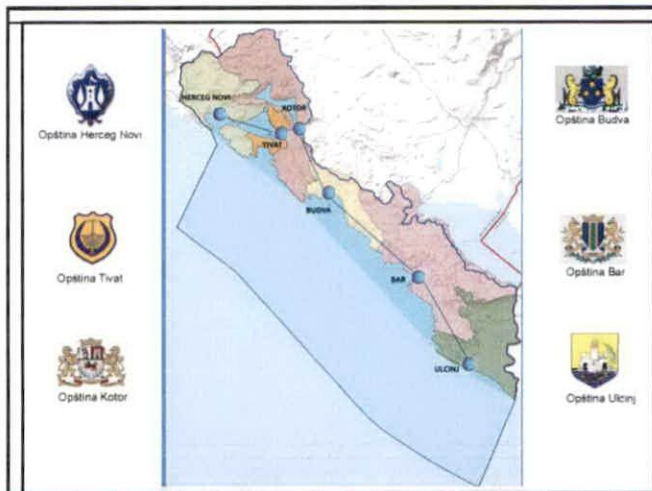 Opština Herceg Novi
Opština Tivat
Opština Kotor
HERCEG NOVI
KOTOR
TIVAT
BUDVA
BAR
ULCINJ
Opština Budva
Opština Bar
Opština Ulcinj